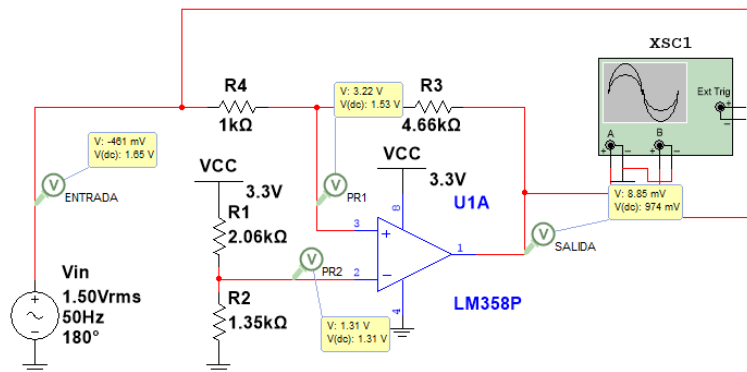 XSC1
Ext Trig
+
A
B
+
+
R4
1kΩ
V: 3.22 V
V(dc): 1.53 V
R3
4.66kΩ
V: -461 mV
V(dc): 1.65 V
V
ENTRADA
VCC
3.3V
V
PR1
VCC
3.3V
8
U1A
V: 8.85 mV
V(dc): 974 mV
R1
2.06kΩ
3
+
1
V
SALIDA
2
−
V
PR2
LM358P
4
Vin
1.50Vrms
50Hz
180°
+
R2
1.35kΩ
V: 1.31 V
V(dc): 1.31 V